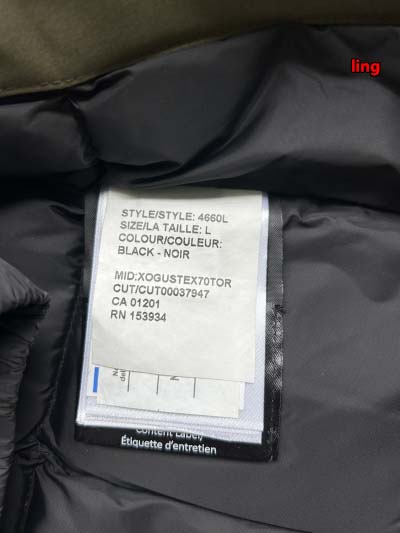 ling
STYLE/STYLE: 4660L
SIZE/LA TAILLE: L
COLOUR/COULEUR:
BLACK - NOIR
MID:XOGUSTEX70TOR
CUT/CUT00037947
CA 01201
RN 153934
Content Label/
Étiquette d'entretien